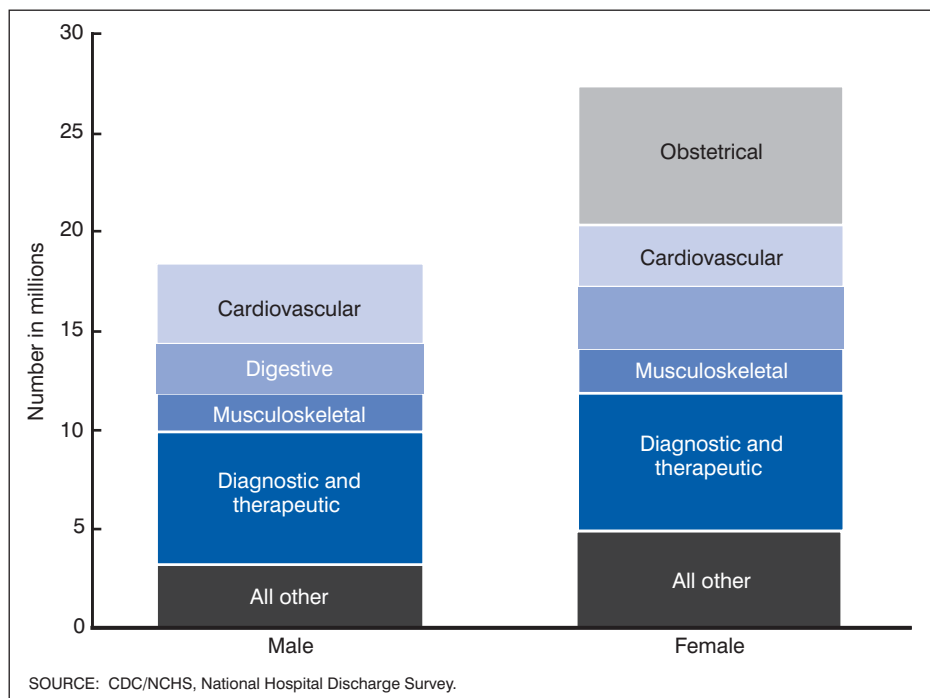 30
25
20
15
10
5
0
Number in millions
Cardiovascular
Digestive
Musculoskeletal
Diagnostic and
therapeutic
All other
Obstetrical
Cardiovascular
Musculoskeletal
Diagnostic and
therapeutic
All other
Male
Female
SOURCE: CDC/NCHS, National Hospital Discharge Survey.